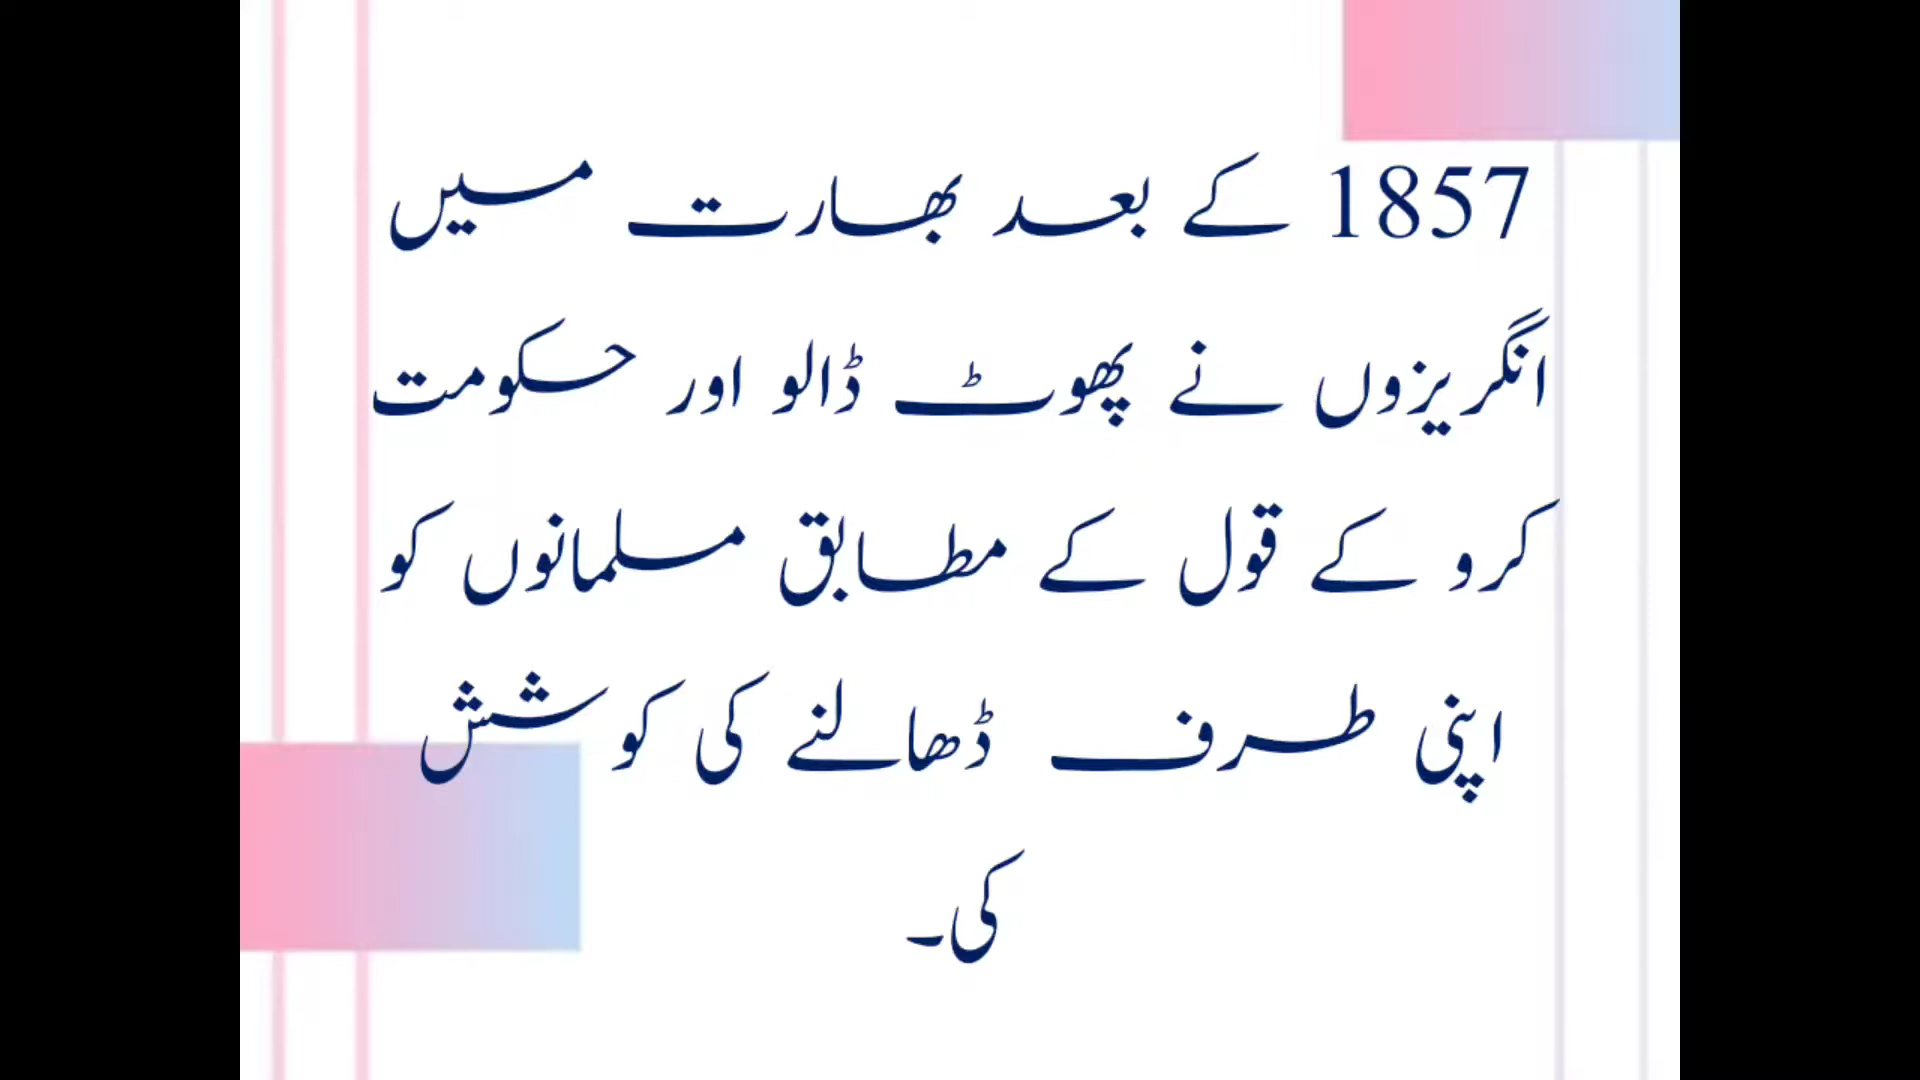 1857 کے بعد بھارت میں
انگریزوں نے پھوٹ ڈالو اور حکومت
کرو کے قول کے مطابق مسلمانوں کو
اپنی طرف ڈھالنے کی کوشش
کی۔